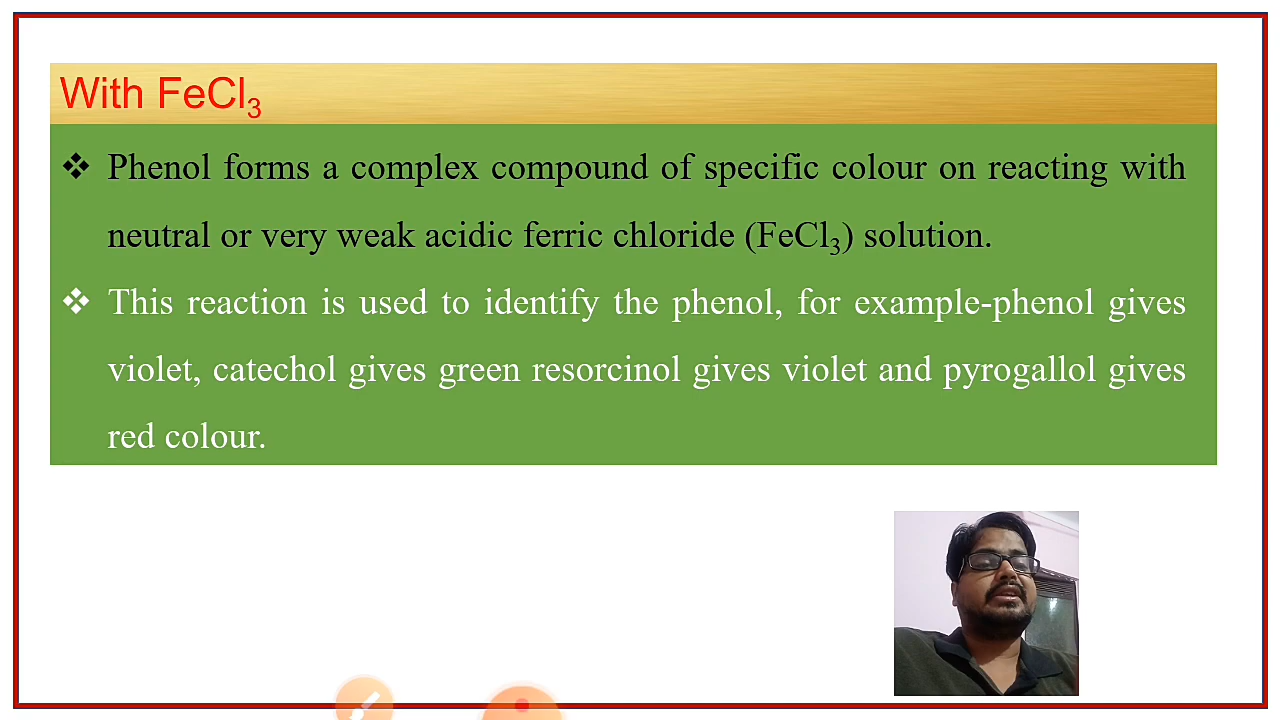 With FeCl₃
❖ Phenol forms a complex compound of specific colour on reacting with
neutral or very weak acidic ferric chloride (FeCl₃) solution.
❖ This reaction is used to identify the phenol, for example-phenol gives
violet, catechol gives green resorcinol gives violet and pyrogallol gives
red colour.